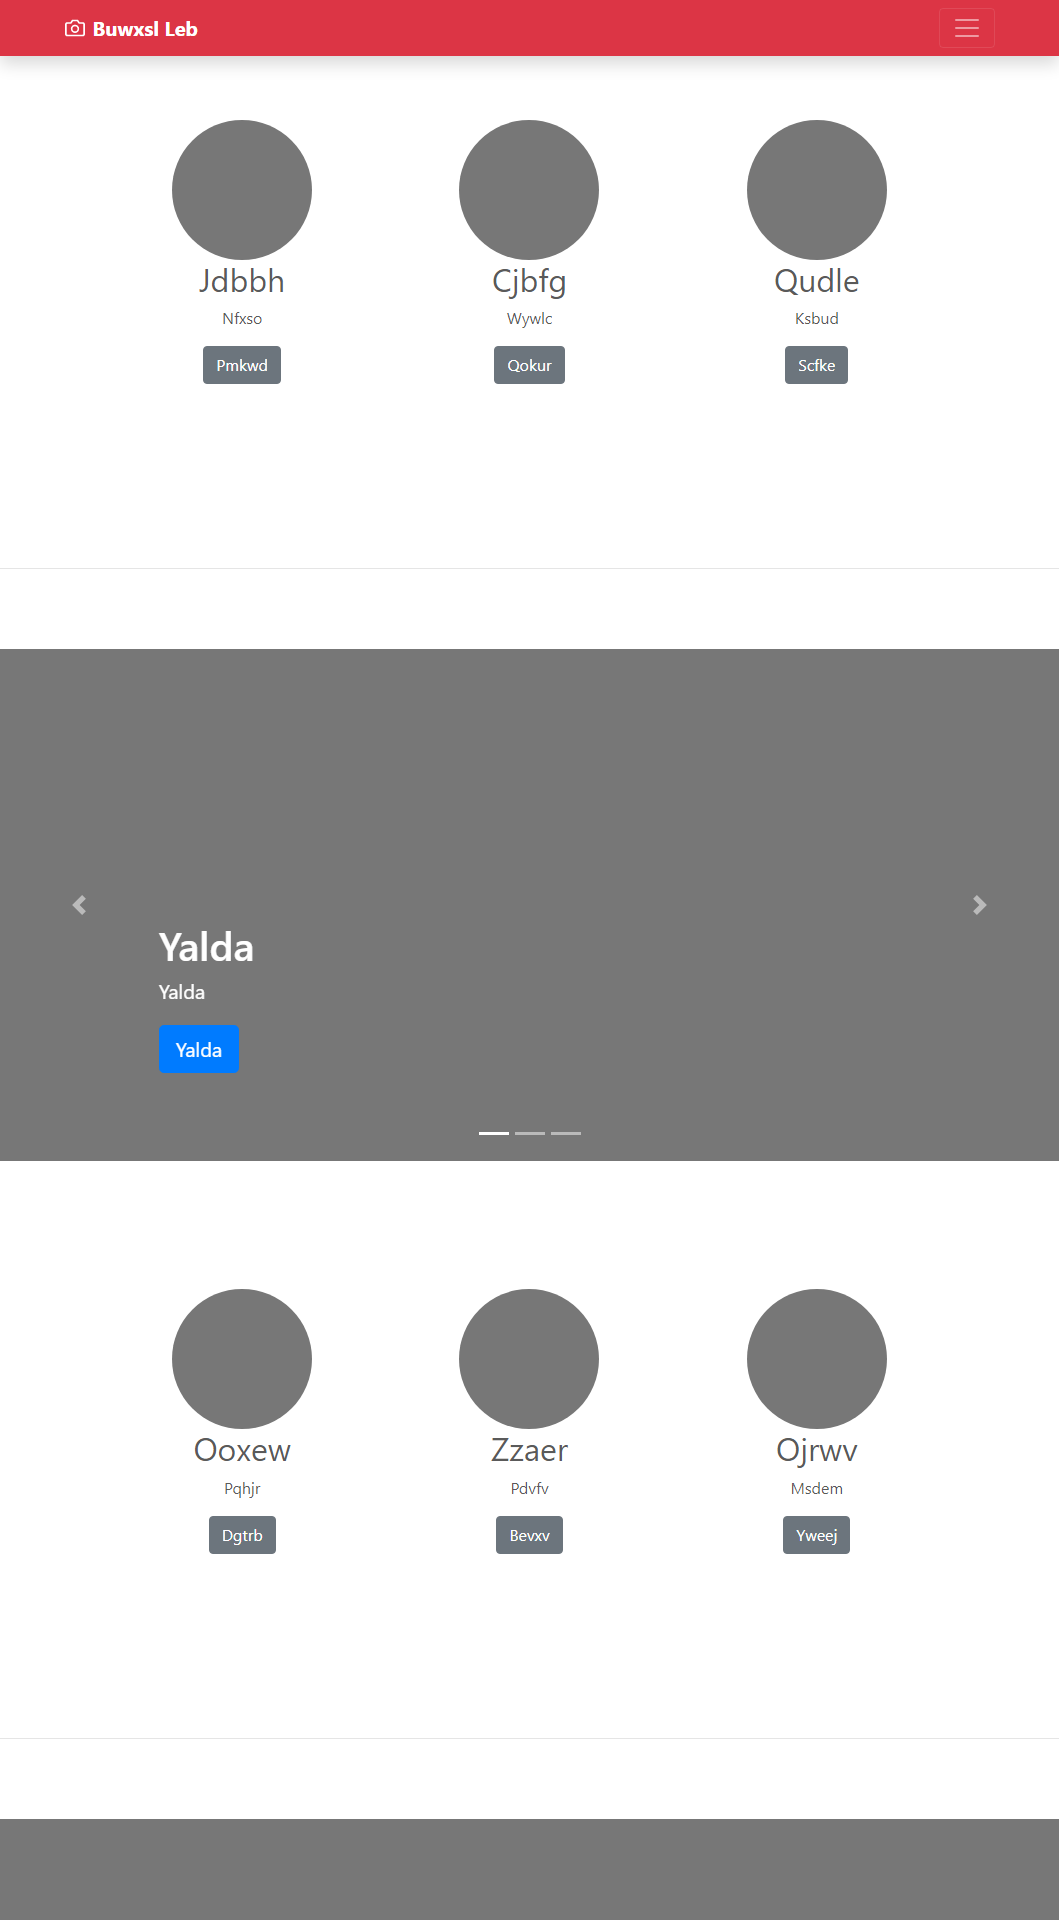 Buwxsl Leb
Jdbbh
Nfxso
Pmkwd
Cjbfg
Wywlc
Qokur
Qudle
Ksbud
Scfke
Yalda
Yalda
Yalda
Ooxew
Pqhjr
Dgtrb
Zzaer
Pdvfv
Bevxv
Ojrwv
Msdem
Yweej